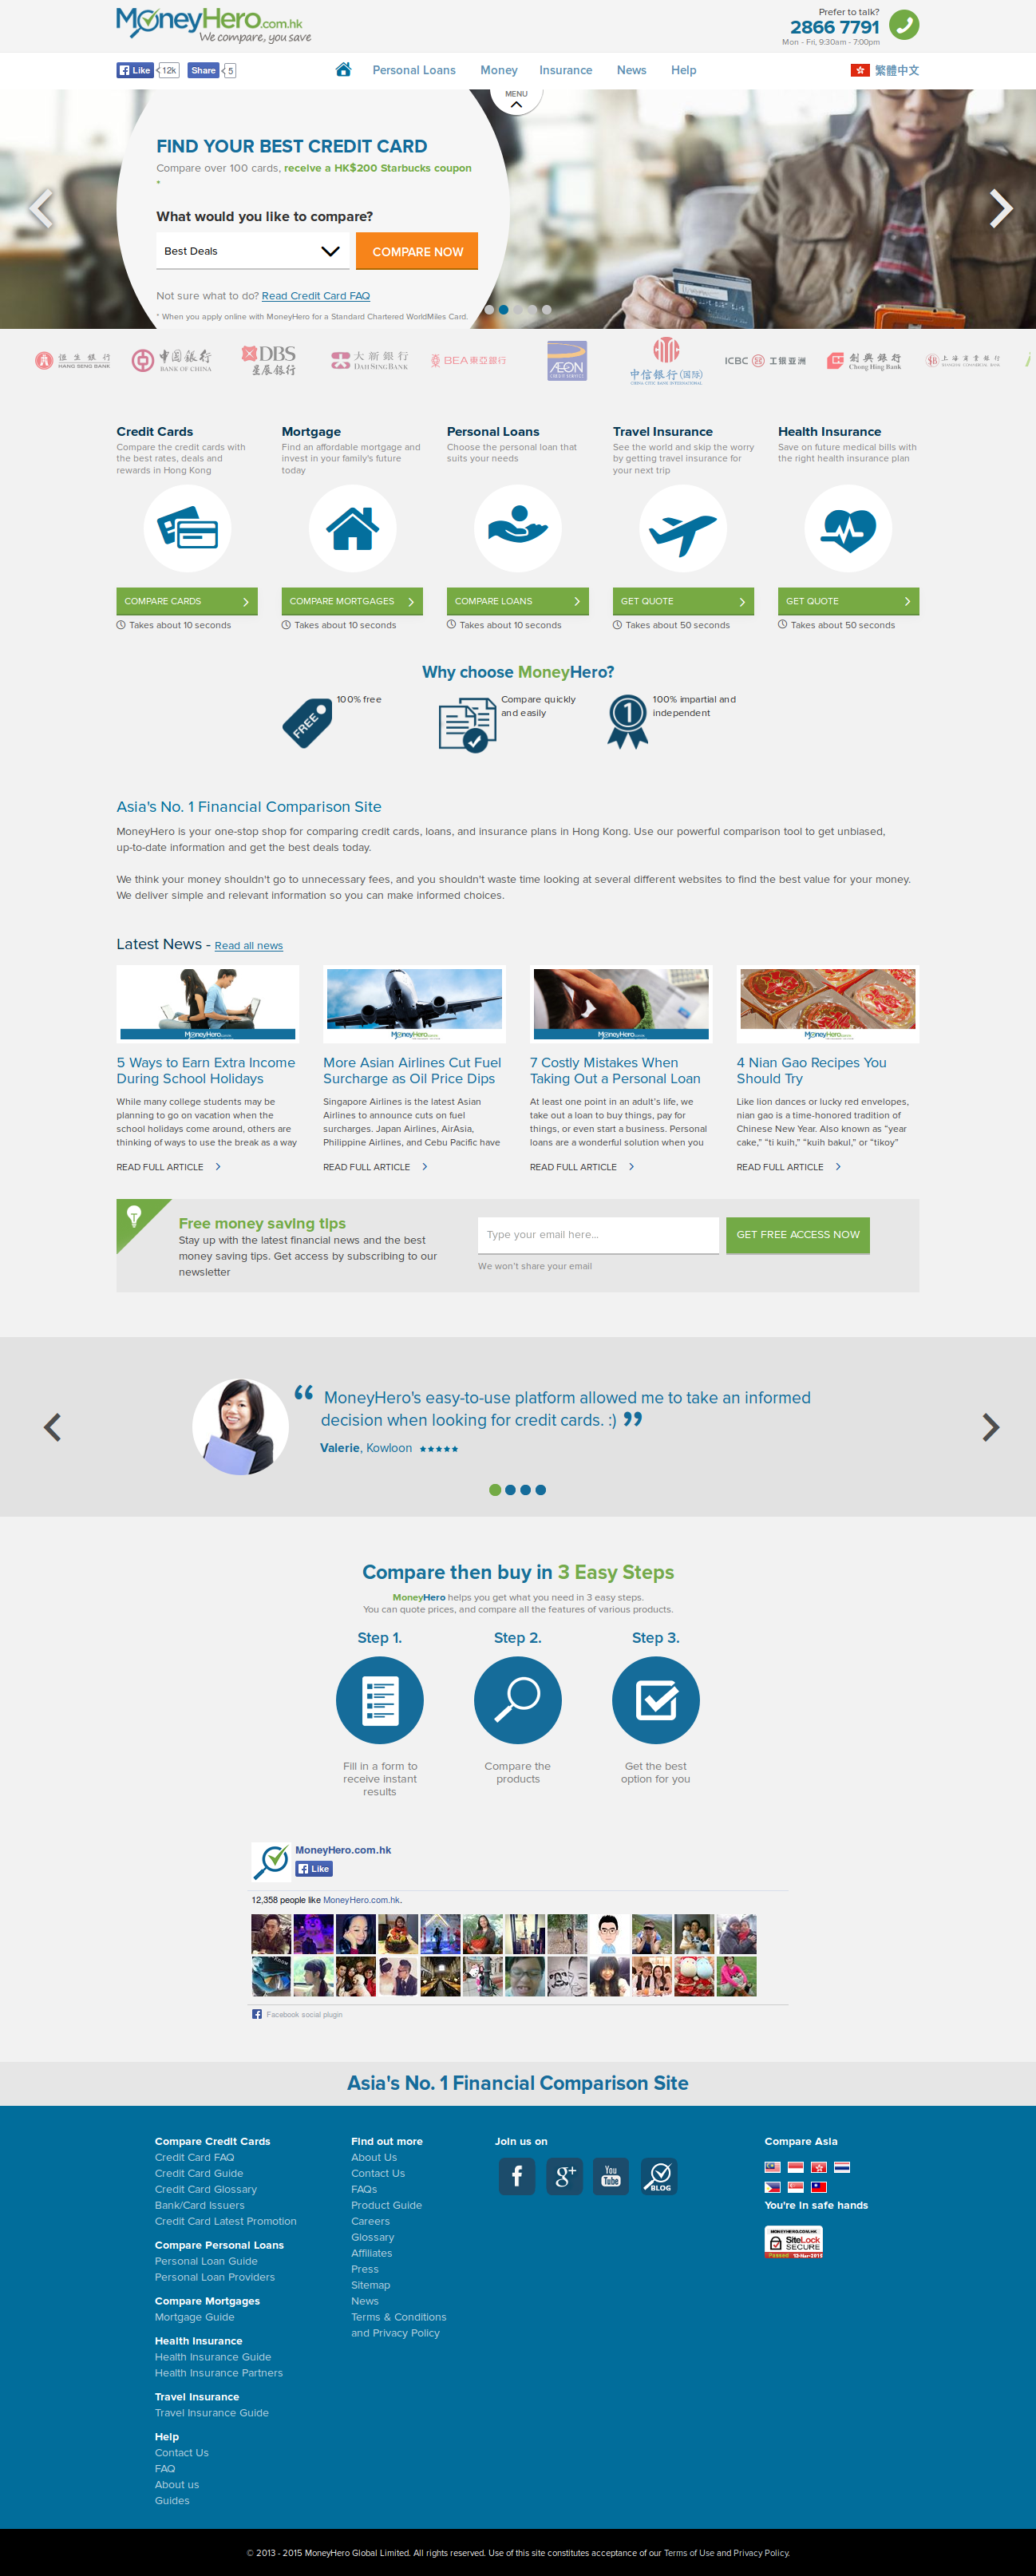 MoneyHero.com.hk
We compare, you save
Prefer to talk?
2866 7791
Mon - Fri, 9:30am - 7:00pm
Like 12k Share 5
Personal Loans Money Insurance News Help
繁體中文
MENU
FIND YOUR BEST CREDIT CARD
Compare over 100 cards, receive a HK$200 Starbucks coupon
*
What would you like to compare?
Best Deals COMPARE NOW
Not sure what to do? Read Credit Card FAQ
* When you apply online with MoneyHero for a Standard Chartered WorldMiles Card.
恒生銀行
HANG SENG BANK
中国銀行
BANK OF CHINA
DBS
星展銀行
大新銀行
DAH SING BANK
BEA東亞銀行
AEON
CREDIT SERVICE
中信銀行(国际)
CHINA CITIC BANK INTERNATIONAL
ICBC 工銀亞洲
創興銀行
Chong Hing Bank
上海商業銀行
SHANGHAI COMMERCIAL BANK
Credit Cards
Compare the credit cards with
the best rates, deals and
rewards in Hong Kong
COMPARE CARDS
Takes about 10 seconds
Mortgage
Find an affordable mortgage and
invest in your family's future
today
COMPARE MORTGAGES
Takes about 10 seconds
Personal Loans
Choose the personal loan that
suits your needs
COMPARE LOANS
Takes about 10 seconds
Travel Insurance
See the world and skip the worry
by getting travel insurance for
your next trip
GET QUOTE
Takes about 50 seconds
Health Insurance
Save on future medical bills with
the right health insurance plan
GET QUOTE
Takes about 50 seconds
Why choose MoneyHero?
FREE
100% free
Compare quickly
and easily
1
100% impartial and
independent
Asia's No. 1 Financial Comparison Site
MoneyHero is your one-stop shop for comparing credit cards, loans, and insurance plans in Hong Kong. Use our powerful comparison tool to get unbiased,
up-to-date information and get the best deals today.
We think your money shouldn't go to unnecessary fees, and you shouldn't waste time looking at several different websites to find the best value for your money.
We deliver simple and relevant information so you can make informed choices.
Latest News - Read all news
MoneyHero.com.hk
5 Ways to Earn Extra Income
During School Holidays
While many college students may be
planning to go on vacation when the
school holidays come around, others are
thinking of ways to use the break as a way
READ FULL ARTICLE
MoneyHero.com.hk
More Asian Airlines Cut Fuel
Surcharge as Oil Price Dips
Singapore Airlines is the latest Asian
Airlines to announce cuts on fuel
surcharges. Japan Airlines, AirAsia,
Philippine Airlines, and Cebu Pacific have
READ FULL ARTICLE
MoneyHero.com.hk
7 Costly Mistakes When
Taking Out a Personal Loan
At least one point in an adult's life, we
take out a loan to buy things, pay for
things, or even start a business. Personal
loans are a wonderful solution when you
READ FULL ARTICLE
MoneyHero.com.hk
4 Nian Gao Recipes You
Should Try
Like lion dances or lucky red envelopes,
nian gao is a time-honored tradition of
Chinese New Year. Also known as “year
cake,” “ti kuih,” “kuih bakul,” or “tikoy”
READ FULL ARTICLE
Free money saving tips
Stay up with the latest financial news and the best
money saving tips. Get access by subscribing to our
newsletter
Type your email here...
GET FREE ACCESS NOW
We won't share your email
“ MoneyHero's easy-to-use platform allowed me to take an informed
decision when looking for credit cards. :) ”
Valerie, Kowloon ★★★★★
Compare then buy in 3 Easy Steps
MoneyHero helps you get what you need in 3 easy steps.
You can quote prices, and compare all the features of various products.
Step 1.
Fill in a form to
receive instant
results
Step 2.
Compare the
products
Step 3.
Get the best
option for you
MoneyHero.com.hk
Like
12,358 people like MoneyHero.com.hk.
Facebook social plugin
Asia's No. 1 Financial Comparison Site
Compare Credit Cards
Credit Card FAQ
Credit Card Guide
Credit Card Glossary
Bank/Card Issuers
Credit Card Latest Promotion
Compare Personal Loans
Personal Loan Guide
Personal Loan Providers
Compare Mortgages
Mortgage Guide
Health Insurance
Health Insurance Guide
Health Insurance Partners
Travel Insurance
Travel Insurance Guide
Help
Contact Us
FAQ
About us
Guides
Find out more
About Us
Contact Us
FAQs
Product Guide
Careers
Glossary
Affiliates
Press
Sitemap
News
Terms & Conditions
and Privacy Policy
Join us on
f g+ You Tube BLOG
Compare Asia
You're in safe hands
MONEYHERO.COM.HK
SiteLock
SECURE
Passed 13-Mar-2015
© 2013 - 2015 MoneyHero Global Limited. All rights reserved. Use of this site constitutes acceptance of our Terms of Use and Privacy Policy.